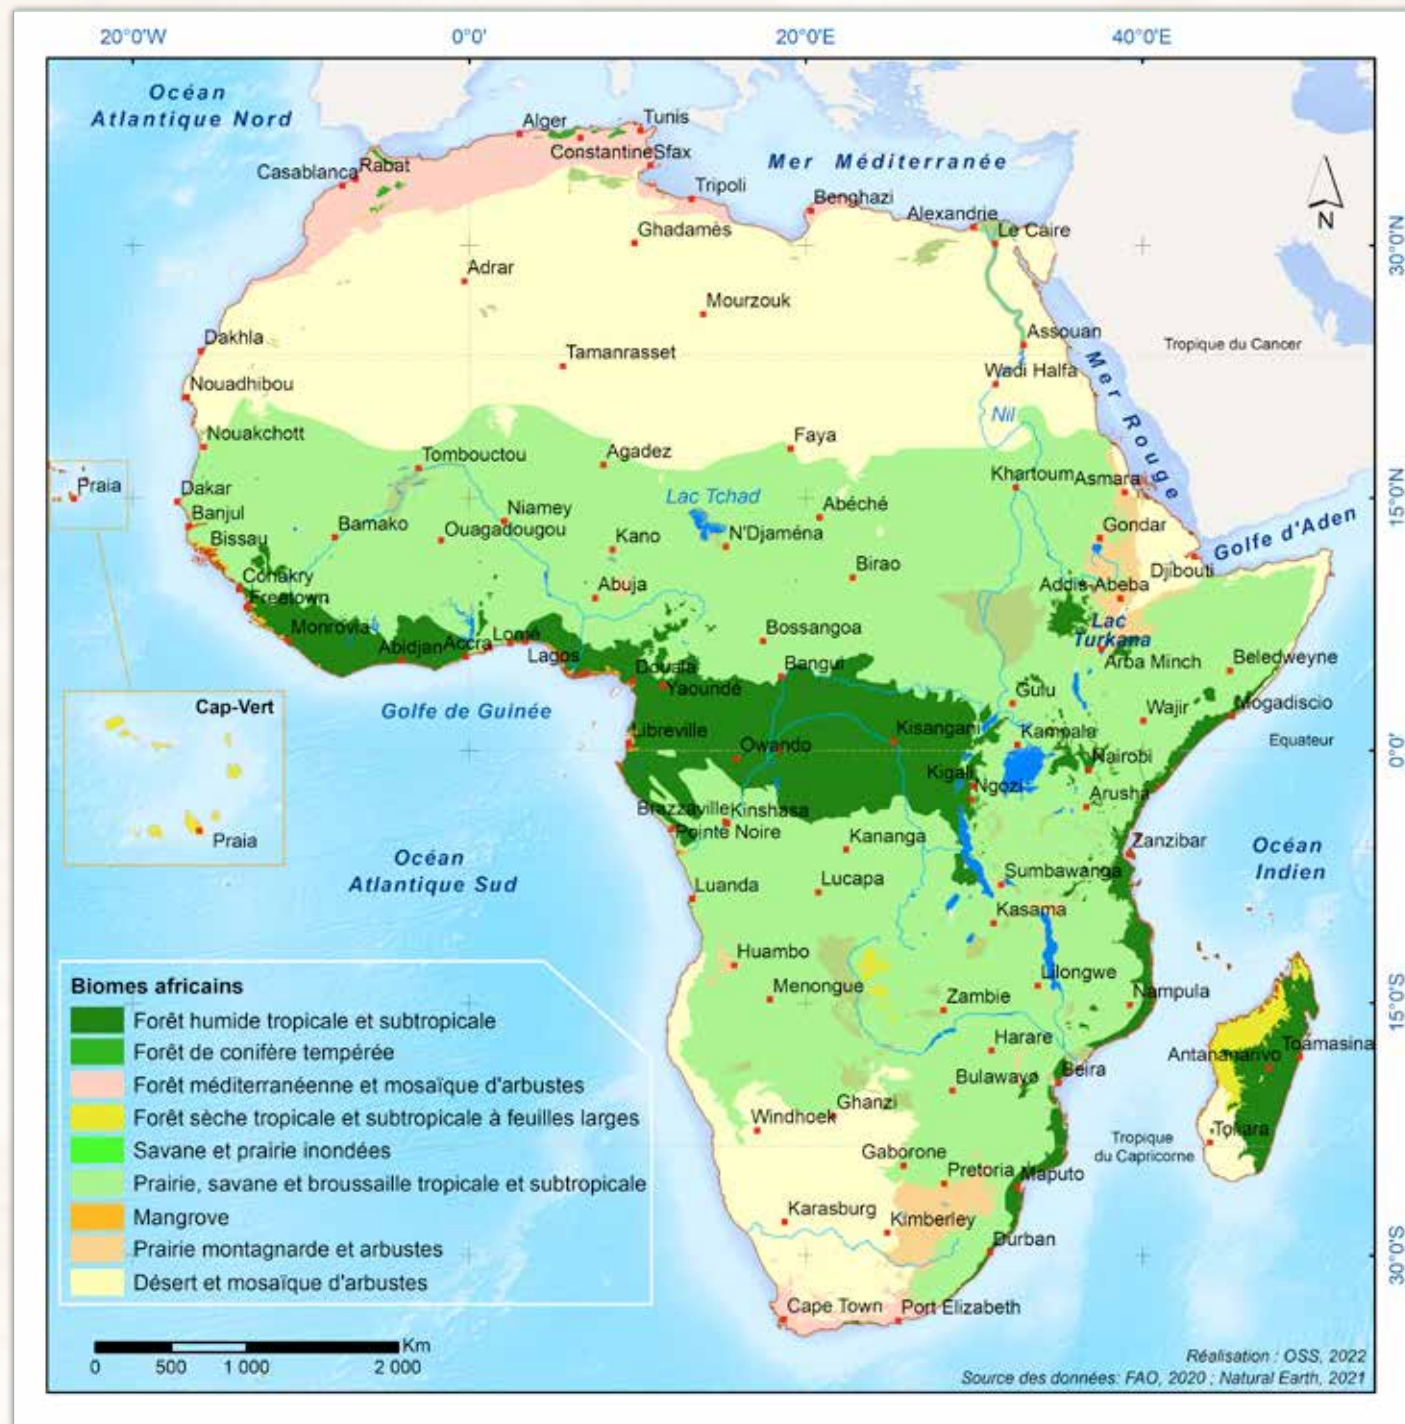 20°0'W
0°0'
20°0'E
40°0'E
Océan
Atlantique Nord
Alger
Tunis
Constantine
Sfax
Mer Méditerranée
Casablanca
Rabat
Tripoli
Benghazi
Alexandrie
Le Caire
N
30°0'N
Ghadamès
Adrar
Mourzouk
Dakhla
Assouan
Tropique du Cancer
Tamanrasset
Wadi Halfa
Mer Rouge
Nouadhibou
Nil
Nouakchott
Faya
Tombouctou
Agadez
Khartoum
Asmara
Praia
Dakar
Lac Tchad
Abéché
15°0'N
Banjul
Niamey
Bamako
Ouagadougou
Kano
N'Djaména
Gondar
Golfe d'Aden
Bissau
Conakry
Birao
Djibouti
Freetown
Abuja
Addis-Abeba
Monrovia
Abidjan
Accra
Lomé
Lagos
Bossangoa
Lac
Turkana
Arba Minch
Beledweyne
Douala
Yaoundé
Bangui
Cap-Vert
Golfe de Guinée
Gulu
Wajir
Mogadiscio
Libreville
Owando
Kisangani
Kampala
Equateur
0°0'
Nairobi
Kigali
Ngozi
Arusha
Praia
Brazzaville
Kinshasa
Pointe Noire
Kananga
Zanzibar
Océan
Indien
Océan
Atlantique Sud
Luanda
Lucapa
Sumbawanga
Kasama
Huambo
Menongue
Lilongwe
Zambie
Nampula
15°0'S
Harare
Antananarivo
Toamasina
Bulawayo
Beira
Windhoek
Ghanzi
Toliara
Tropique
du Capricorne
Gaborone
Pretoria
Maputo
Karasburg
Kimberley
Durban
30°0'S
Cape Town
Port Elizabeth
Biomes africains
Forêt humide tropicale et subtropicale
Forêt de conifère tempérée
Forêt méditerranéenne et mosaïque d'arbustes
Forêt sèche tropicale et subtropicale à feuilles larges
Savane et prairie inondées
Prairie, savane et broussaille tropicale et subtropicale
Mangrove
Prairie montagnarde et arbustes
Désert et mosaïque d'arbustes
Km
0 500 1 000 2 000
Réalisation : OSS, 2022
Source des données: FAO, 2020 ; Natural Earth, 2021